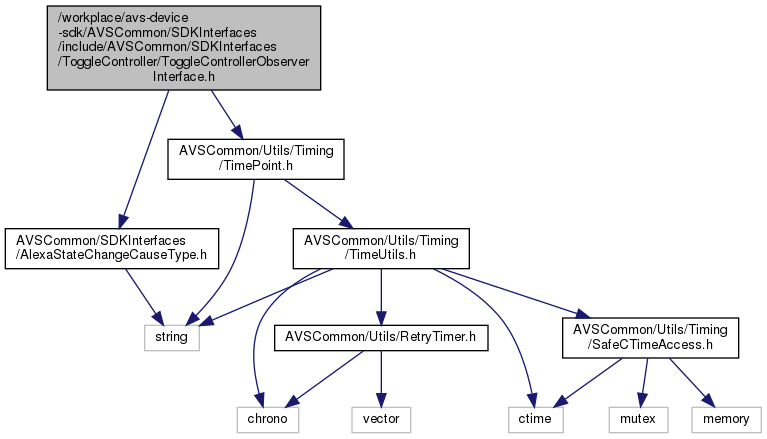 /workplace/avs-device
-sdk/AVSCommon/SDKInterfaces
/include/AVSCommon/SDKInterfaces
/ToggleController/ToggleControllerObserver
Interface.h
AVSCommon/Utils/Timing
/TimePoint.h
AVSCommon/SDKInterfaces
/AlexaStateChangeCauseType.h
AVSCommon/Utils/Timing
/TimeUtils.h
string
AVSCommon/Utils/RetryTimer.h
AVSCommon/Utils/Timing
/SafeCTimeAccess.h
chrono
vector
ctime
mutex
memory